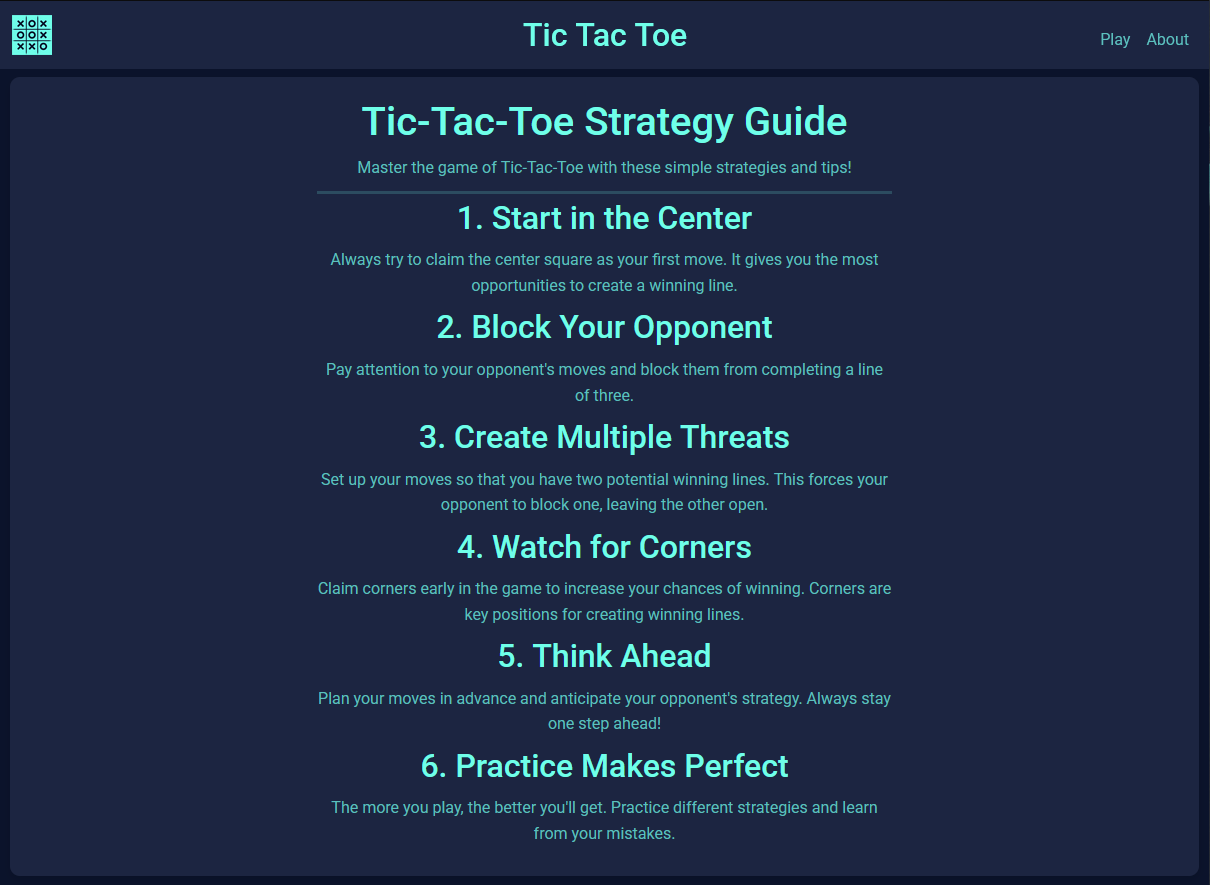 X O X
O O X
X X O
Tic Tac Toe
Play About
Tic-Tac-Toe Strategy Guide
Master the game of Tic-Tac-Toe with these simple strategies and tips!
1. Start in the Center
Always try to claim the center square as your first move. It gives you the most
opportunities to create a winning line.
2. Block Your Opponent
Pay attention to your opponent's moves and block them from completing a line
of three.
3. Create Multiple Threats
Set up your moves so that you have two potential winning lines. This forces your
opponent to block one, leaving the other open.
4. Watch for Corners
Claim corners early in the game to increase your chances of winning. Corners are
key positions for creating winning lines.
5. Think Ahead
Plan your moves in advance and anticipate your opponent's strategy. Always stay
one step ahead!
6. Practice Makes Perfect
The more you play, the better you'll get. Practice different strategies and learn
from your mistakes.